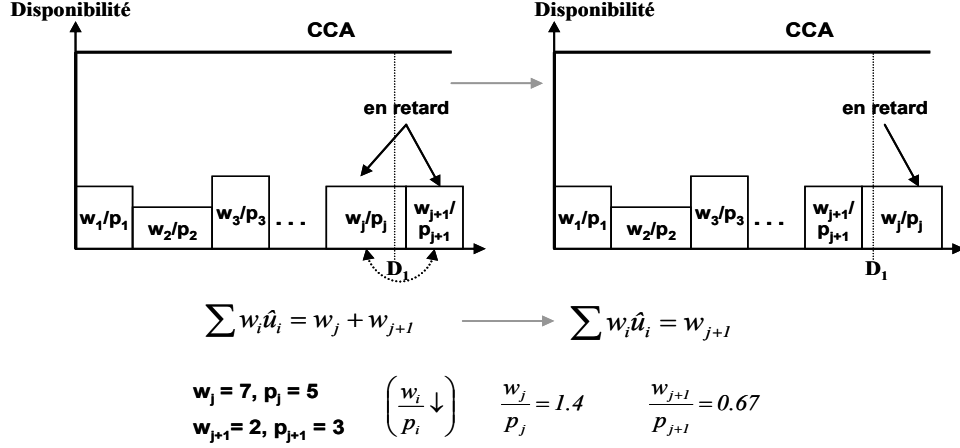 Disponibilité
CCA
en retard
w₁/p₁
w₂/p₂
w₃/p₃
. . .
wⱼ/pⱼ
wⱼ₊₁/
pⱼ₊₁
D₁
Disponibilité
CCA
en retard
w₁/p₁
w₂/p₂
w₃/p₃
. . .
wⱼ₊₁/
pⱼ₊₁
wⱼ/pⱼ
D₁
∑ wᵢûᵢ = wⱼ + wⱼ₊₁
∑ wᵢûᵢ = wⱼ₊₁
wⱼ = 7, pⱼ = 5
wⱼ₊₁= 2, pⱼ₊₁ = 3
(wᵢ/pᵢ ↓)
wⱼ/pⱼ = 1.4
wⱼ₊₁/pⱼ₊₁ = 0.67